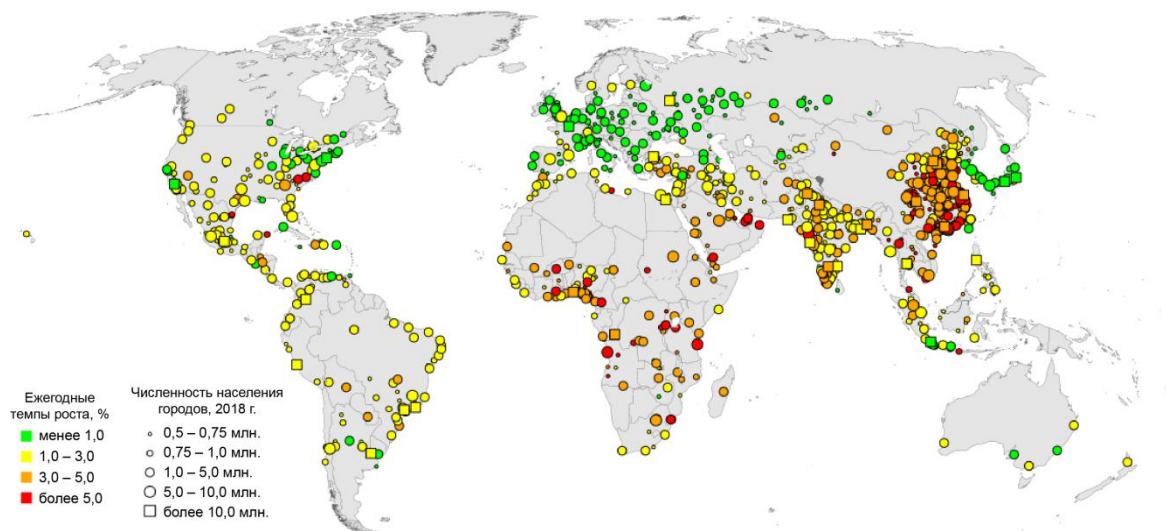 Ежегодные
темпы роста, %
менее 1,0
1,0 – 3,0
3,0 – 5,0
более 5,0
Численность населения
городов, 2018 г.
0,5 – 0,75 млн.
0,75 – 1,0 млн.
1,0 – 5,0 млн.
5,0 – 10,0 млн.
более 10,0 млн.